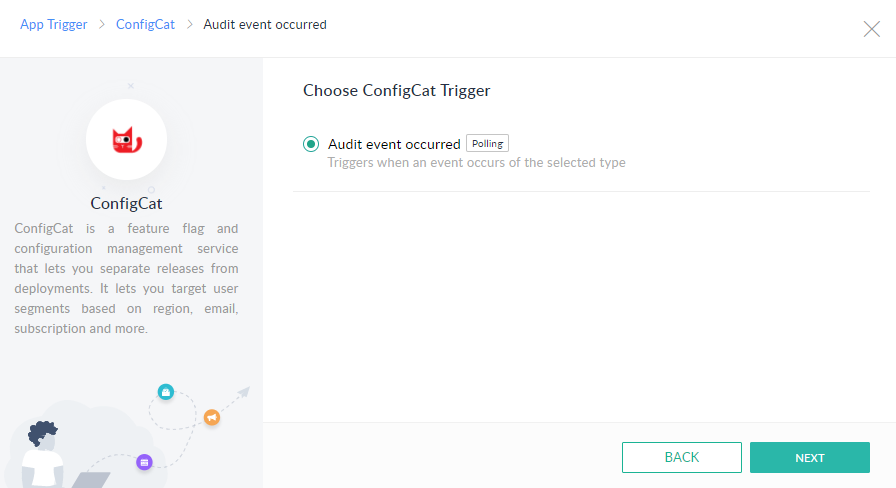 App Trigger > ConfigCat > Audit event occurred
Choose ConfigCat Trigger
Audit event occurred Polling
Triggers when an event occurs of the selected type
ConfigCat
ConfigCat is a feature flag and
configuration management service
that lets you separate releases from
deployments. It lets you target user
segments based on region, email,
subscription and more.
BACK NEXT